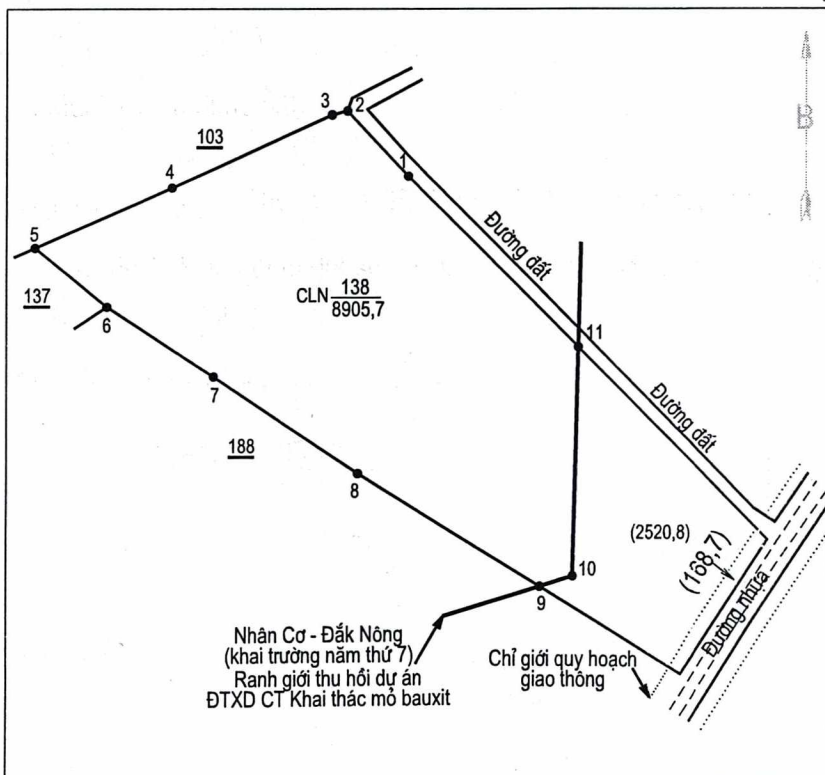 B
3
2
103
1
4
Đường đất
5
CLN 138
8905,7
137
6
11
7
Đường đất
188
8
(2520,8)
(168,7)
10
9
Đường nhựa
Nhân Cơ - Đắk Nông
(khai trường năm thứ 7)
Ranh giới thu hồi dự án
ĐTXD CT Khai thác mỏ bauxit
Chỉ giới quy hoạch
giao thông